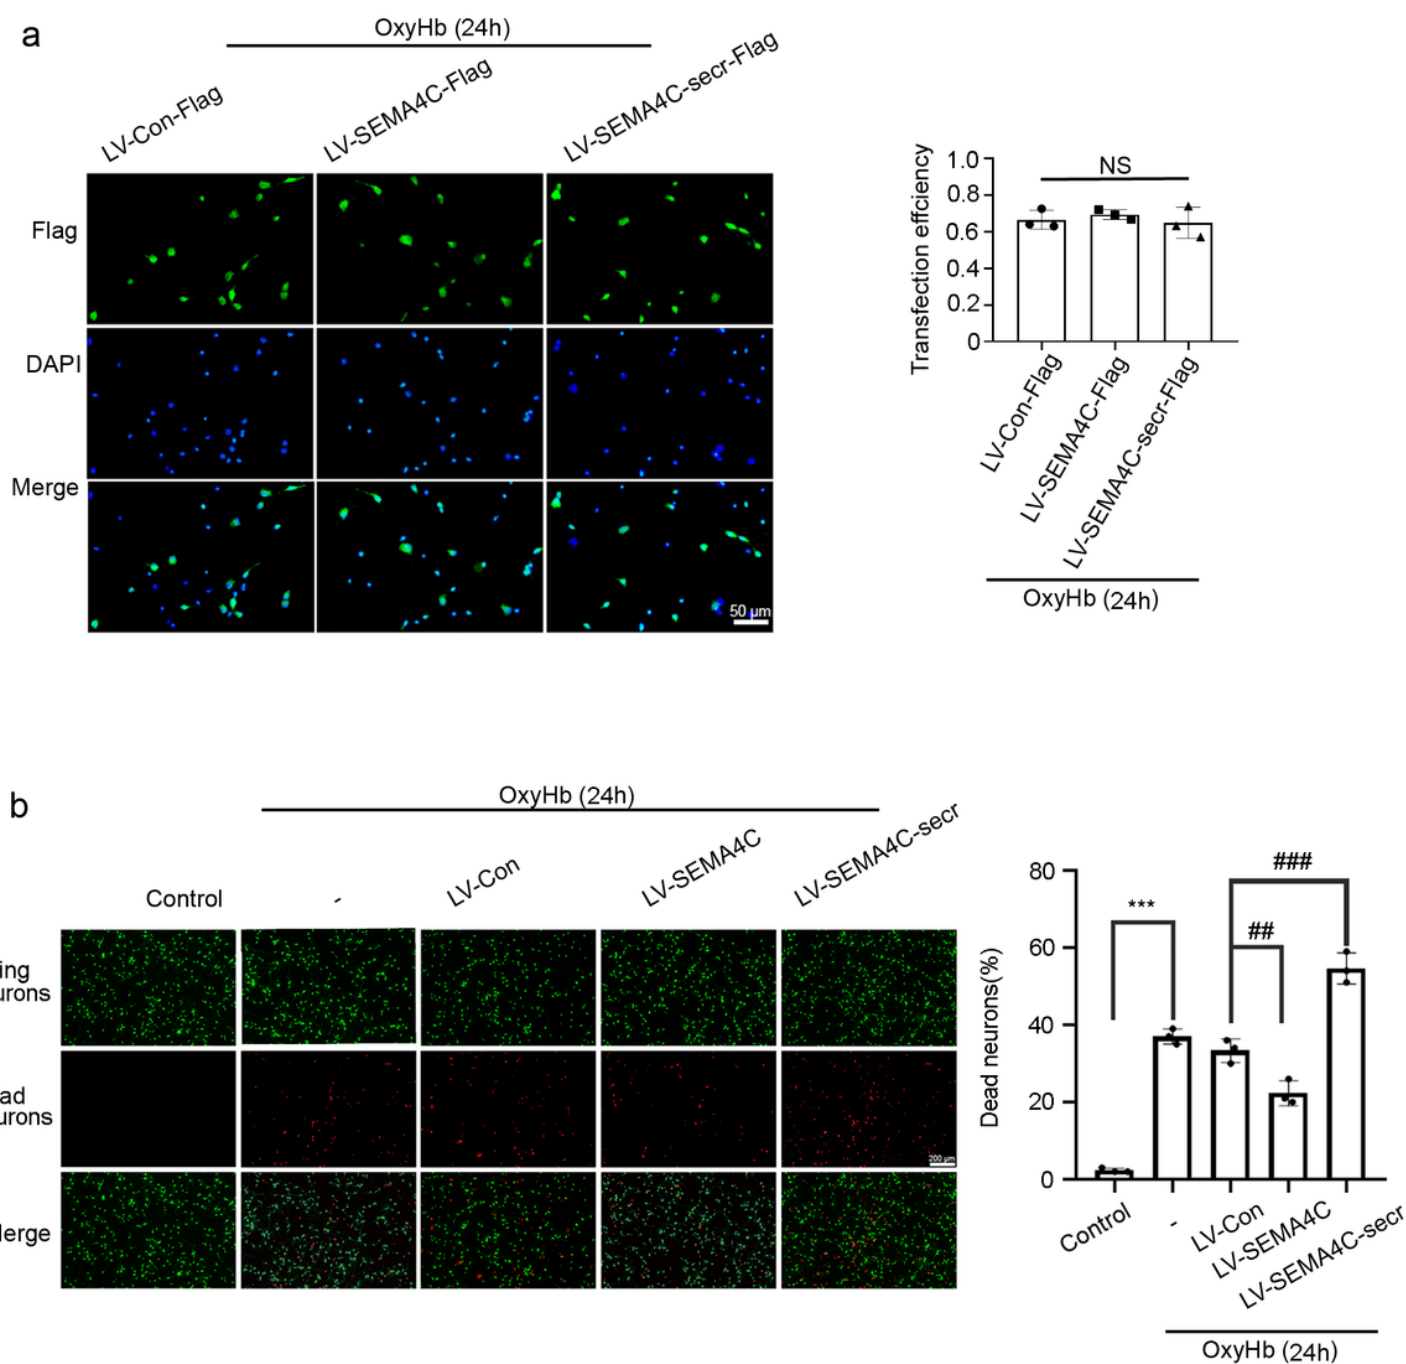 a
OxyHb (24h)
LV-Con-Flag
LV-SEMA4C-Flag
LV-SEMA4C-secr-Flag
Flag
DAPI
Merge
50 μm
Transfection effciency
1.0
0.8
0.6
0.4
0.2
0
NS
LV-Con-Flag
LV-SEMA4C-Flag
LV-SEMA4C-secr-Flag
OxyHb (24h)
b
OxyHb (24h)
Control
-
LV-Con
LV-SEMA4C
LV-SEMA4C-secr
ing
urons
ad
urons
lerge
200 μm
Dead neurons(%)
80
60
40
20
0
***
##
###
Control
-
LV-Con
LV-SEMA4C
LV-SEMA4C-secr
OxyHb (24h)